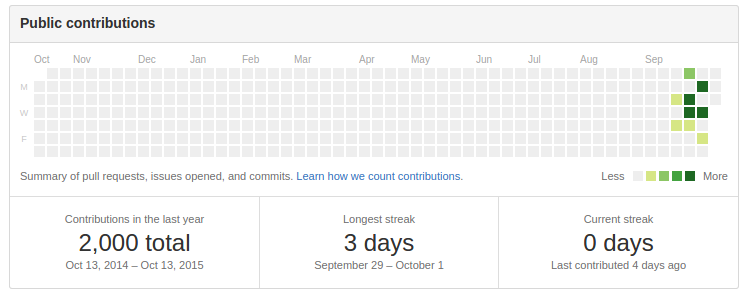 Public contributions
Oct Nov Dec Jan Feb Mar Apr May Jun Jul Aug Sep
M
W
F
Summary of pull requests, issues opened, and commits. Learn how we count contributions.
Less More
Contributions in the last year
2,000 total
Oct 13, 2014 – Oct 13, 2015
Longest streak
3 days
September 29 – October 1
Current streak
0 days
Last contributed 4 days ago